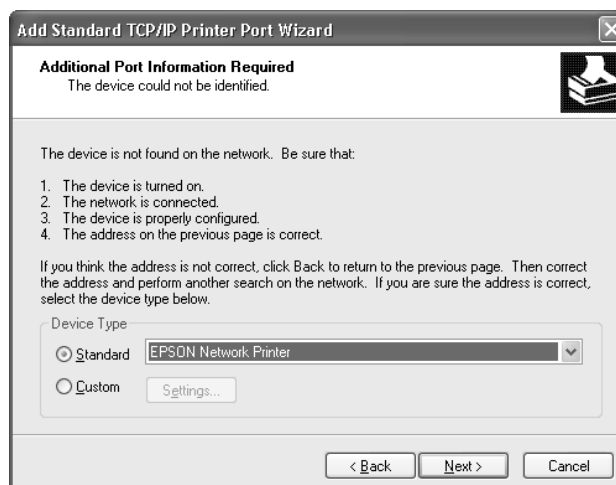 Add Standard TCP/IP Printer Port Wizard
Additional Port Information Required
The device could not be identified.
The device is not found on the network. Be sure that:
1. The device is turned on.
2. The network is connected.
3. The device is properly configured.
4. The address on the previous page is correct.
If you think the address is not correct, click Back to return to the previous page. Then correct
the address and perform another search on the network. If you are sure the address is correct,
select the device type below.
Device Type
Standard
EPSON Network Printer
Custom
Settings...
< Back
Next >
Cancel